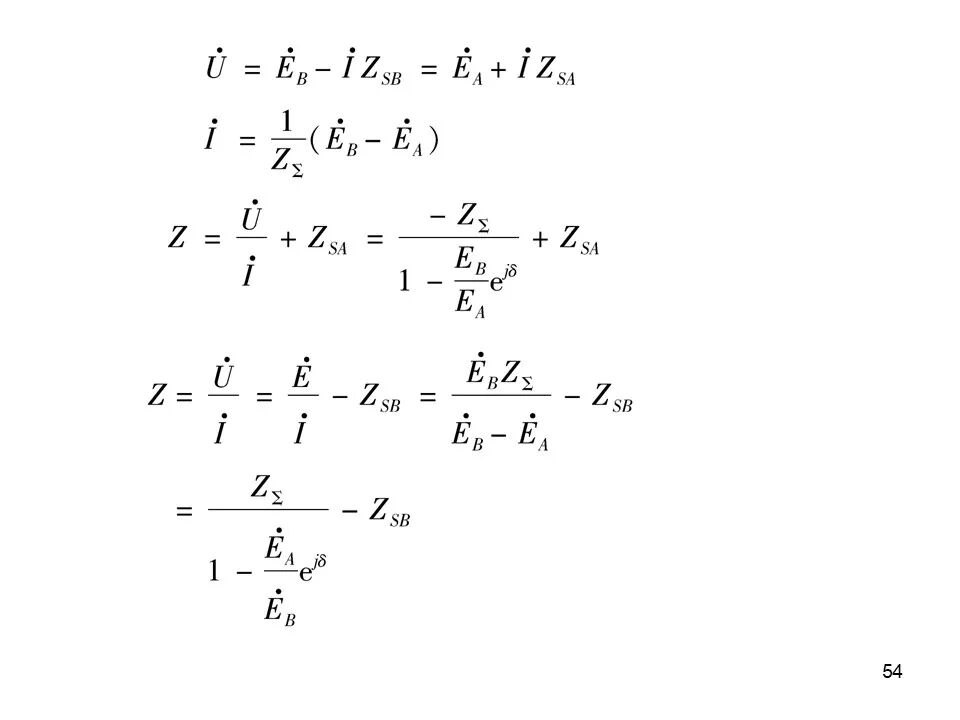 U̇ = Ė_B − İ Z_SB = Ė_A + İ Z_SA
İ = 1/Z_Σ (Ė_B − Ė_A)
Z = U̇/İ + Z_SA = −Z_Σ/(1 − (E_B/E_A)e^jδ) + Z_SA
Z = U̇/İ = Ė/İ − Z_SB = Ė_B Z_Σ/(Ė_B − Ė_A) − Z_SB
= Z_Σ/(1 − (Ė_A/Ė_B)e^jδ) − Z_SB
54